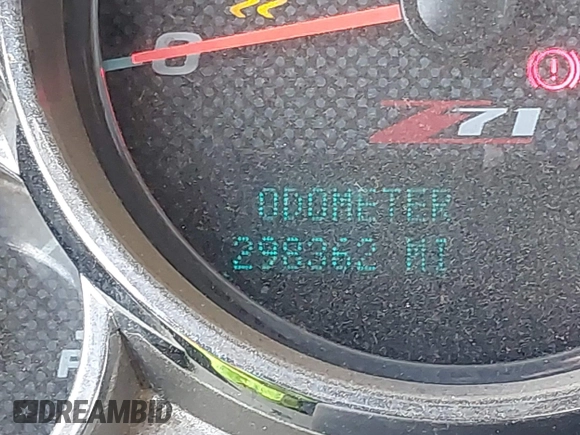 0
Z71
ODOMETER
298362 MI
DREAMBID